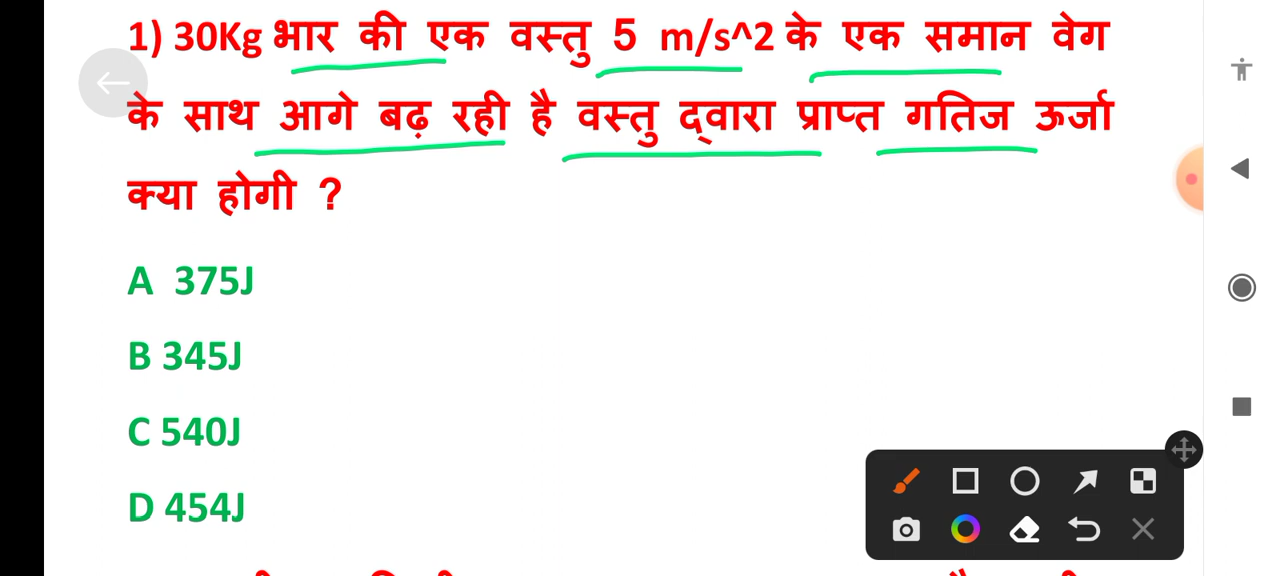 1) 30Kg भार की एक वस्तु 5 m/s^2 के एक समान वेग
के साथ आगे बढ़ रही है वस्तु द्वारा प्राप्त गतिज ऊर्जा
क्या होगी ?
A 375J
B 345J
C 540J
D 454J